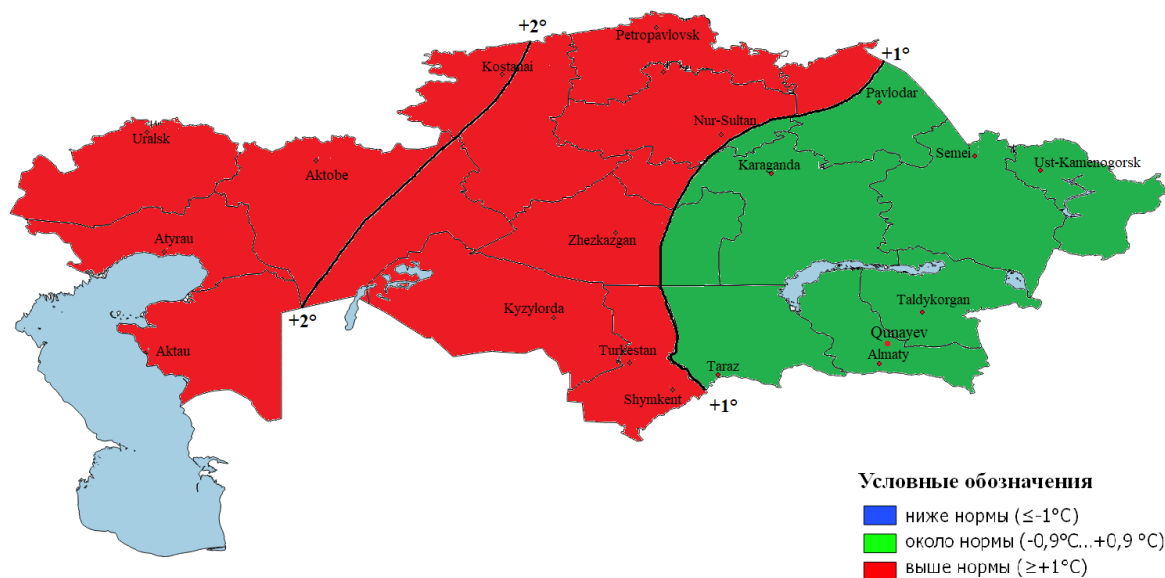 +2°
Petropavlovsk
+1°
Kostanai
Pavlodar
Uralsk
Nur-Sultan
Semei
Ust-Kamenogorsk
Karaganda
Aktobe
Zhezkazgan
Atyrau
Taldykorgan
Kyzylorda
+2°
Qunayev
Aktau
Turkestan
Almaty
Taraz
Shymkent
+1°
Условные обозначения
ниже нормы (≤-1°C)
около нормы (-0,9°C...+0,9 °C)
выше нормы (≥+1°C)